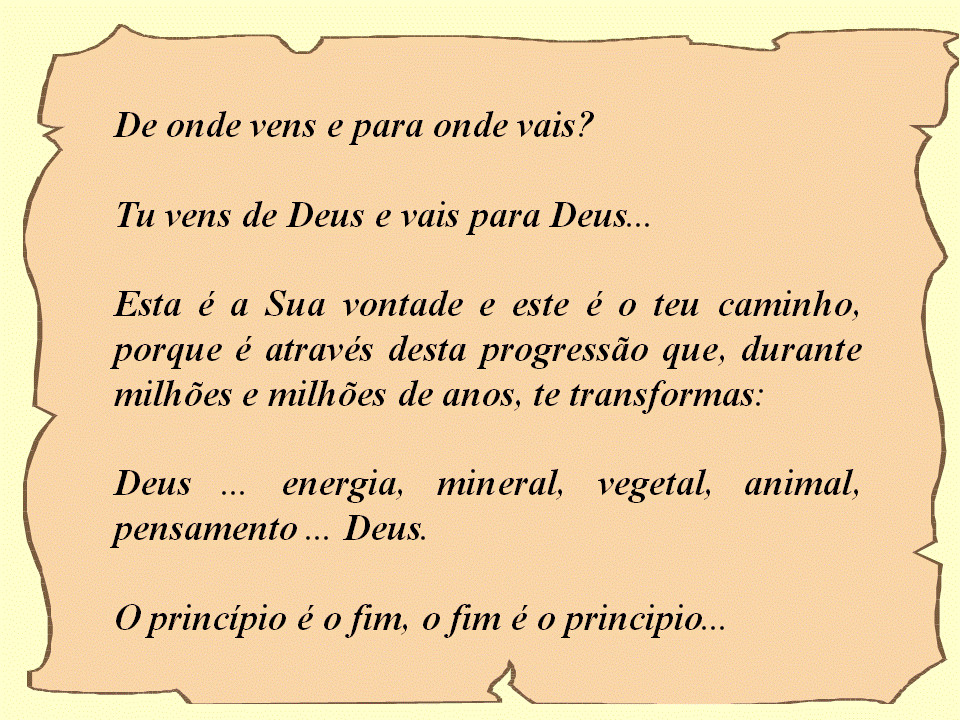 De onde vens e para onde vais?
Tu vens de Deus e vais para Deus...
Esta é a Sua vontade e este é o teu caminho,
porque é através desta progressão que, durante
milhões e milhões de anos, te transformas:
Deus ... energia, mineral, vegetal, animal,
pensamento ... Deus.
O princípio é o fim, o fim é o principio...